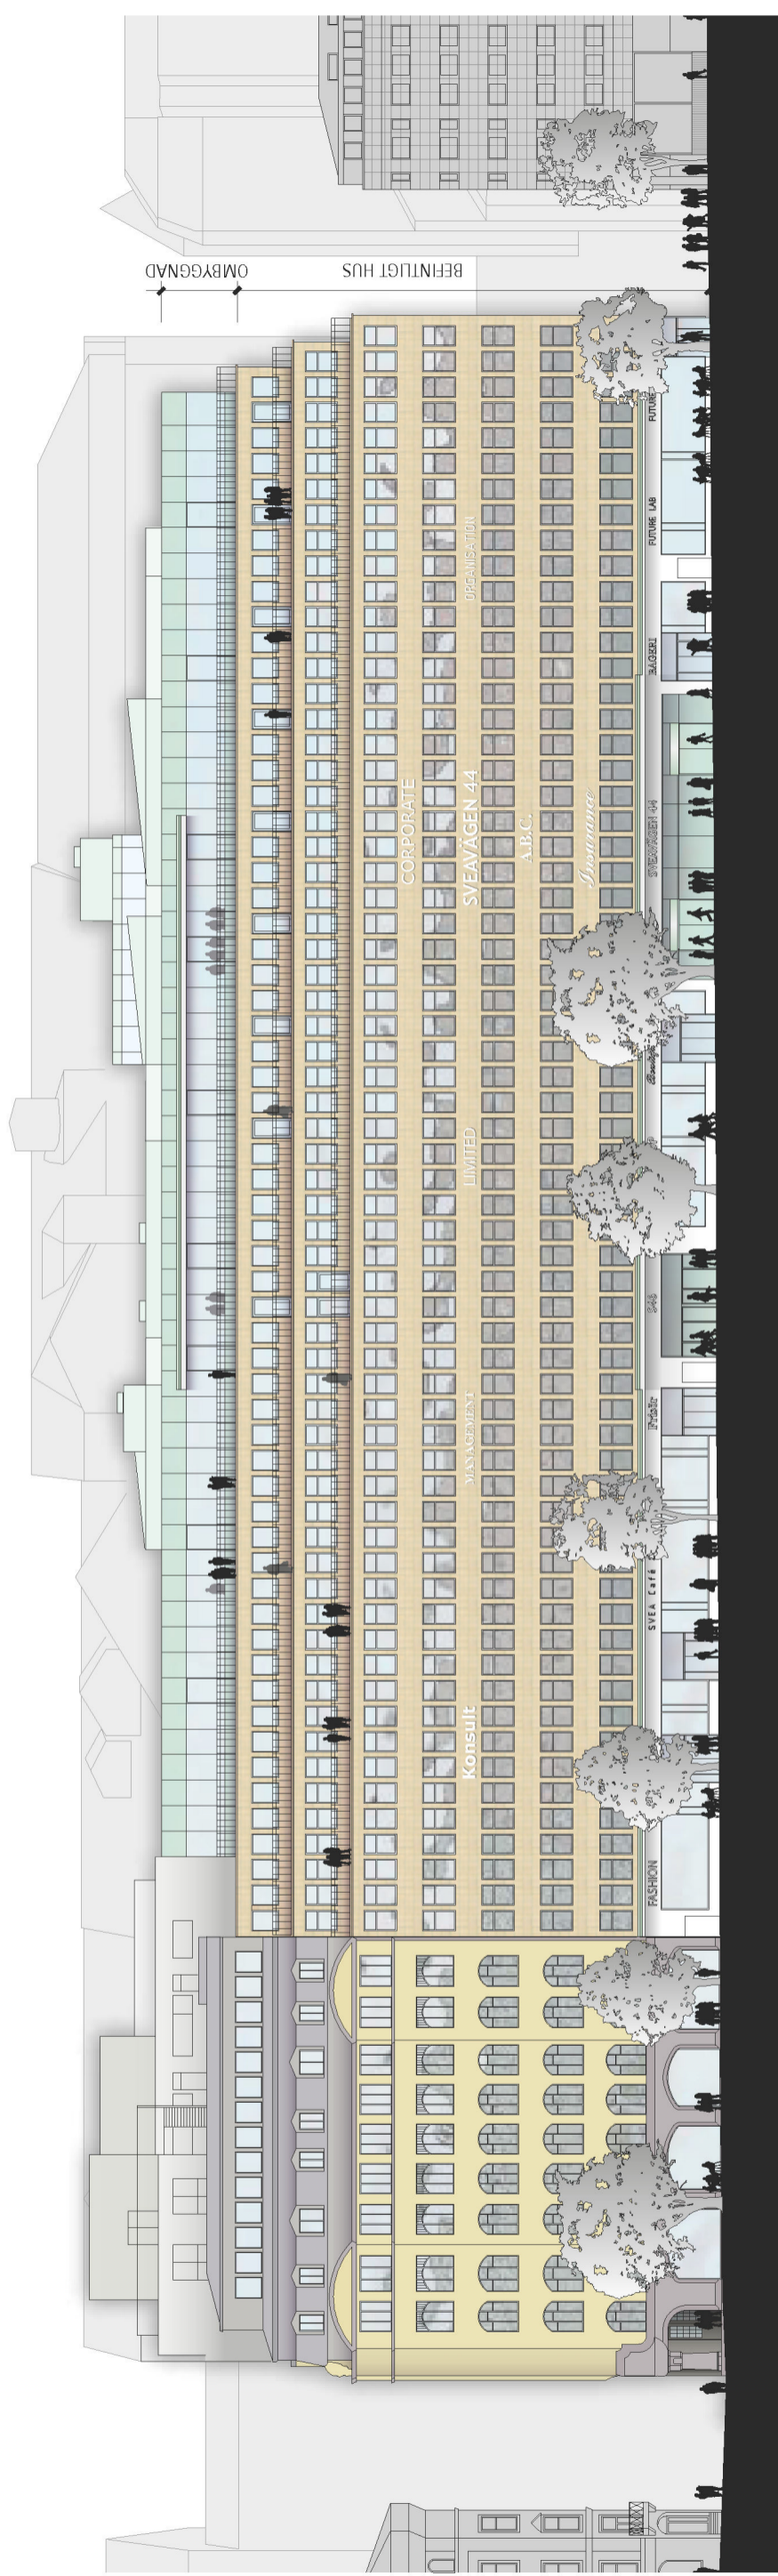 OMBYGGNAD
BEFINTLIGT HUS
CORPORATE
Konsult
MANAGEMENT
LIMITED
SVEAVÄGEN 44
ORGANISATION
A.B.C.
Insurance
FASHION
SVEA Café
Frisör
SVEAVÄGEN 44
BAGERI
FUTURE LAB
FUTURE